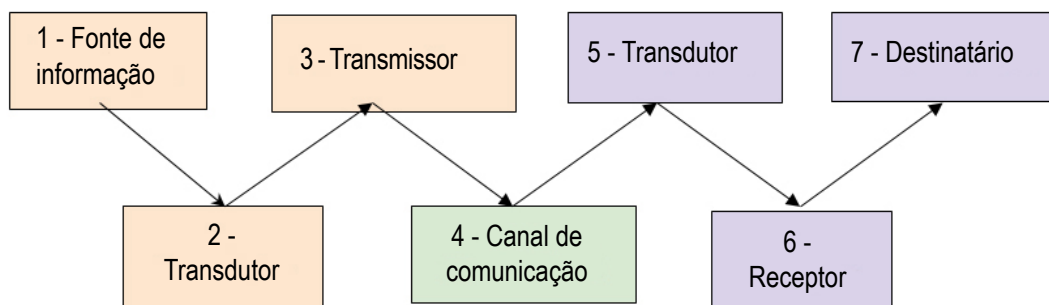 1 - Fonte de
informação
2 -
Transdutor
3 - Transmissor
4 - Canal de
comunicação
5 - Transdutor
6 -
Receptor
7 - Destinatário